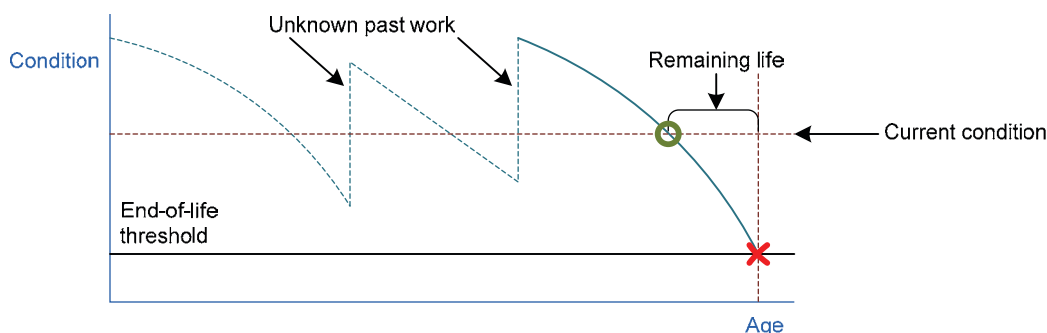 Unknown past work
Condition
Remaining life
Current condition
End-of-life
threshold
Age